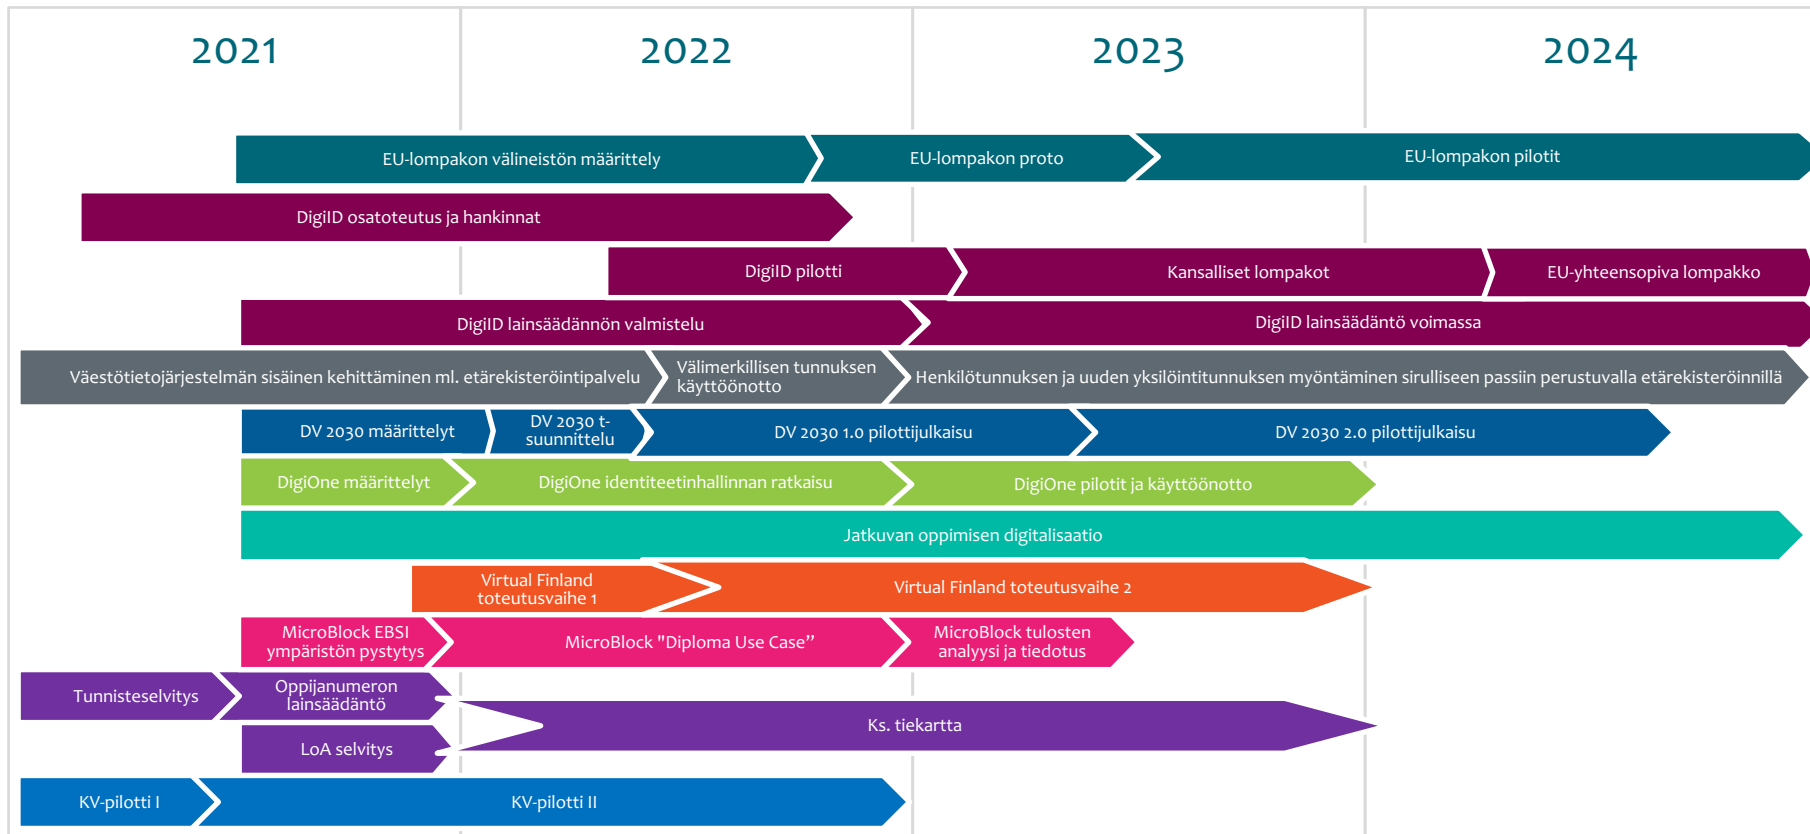 2021
2022
2023
2024
EU-lompakon välineistön määrittely
EU-lompakon proto
EU-lompakon pilotit
DigiID osatoteutus ja hankinnat
DigiID pilotti
Kansalliset lompakot
EU-yhteensopiva lompakko
DigiID lainsäädännön valmistelu
DigiID lainsäädäntö voimassa
Väestötietojärjestelmän sisäinen kehittäminen ml. etärekisteröintipalvelu
Välimerkillisen tunnuksen
käyttöönotto
Henkilötunnuksen ja uuden yksilöintitunnuksen myöntäminen sirulliseen passiin perustuvalla etärekisteröinnillä
DV 2030 määrittelyt
DV 2030 t-
suunnittelu
DV 2030 1.0 pilottijulkaisu
DV 2030 2.0 pilottijulkaisu
DigiOne määrittelyt
DigiOne identiteetinhallinnan ratkaisu
DigiOne pilotit ja käyttöönotto
Jatkuvan oppimisen digitalisaatio
Virtual Finland
toteutusvaihe 1
Virtual Finland toteutusvaihe 2
MicroBlock EBSI
ympäristön pystytys
MicroBlock "Diploma Use Case”
MicroBlock tulosten
analyysi ja tiedotus
Tunnisteselvitys
Oppijanumeron
lainsäädäntö
LoA selvitys
Ks. tiekartta
KV-pilotti I
KV-pilotti II